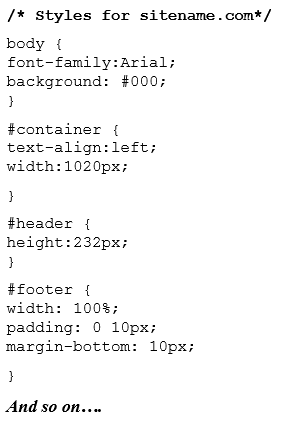 /* Styles for sitename.com*/
body {
font-family:Arial;
background: #000;
}
#container {
text-align:left;
width:1020px;
}
#header {
height:232px;
}
#footer {
width: 100%;
padding: 0 10px;
margin-bottom: 10px;
}
And so on….